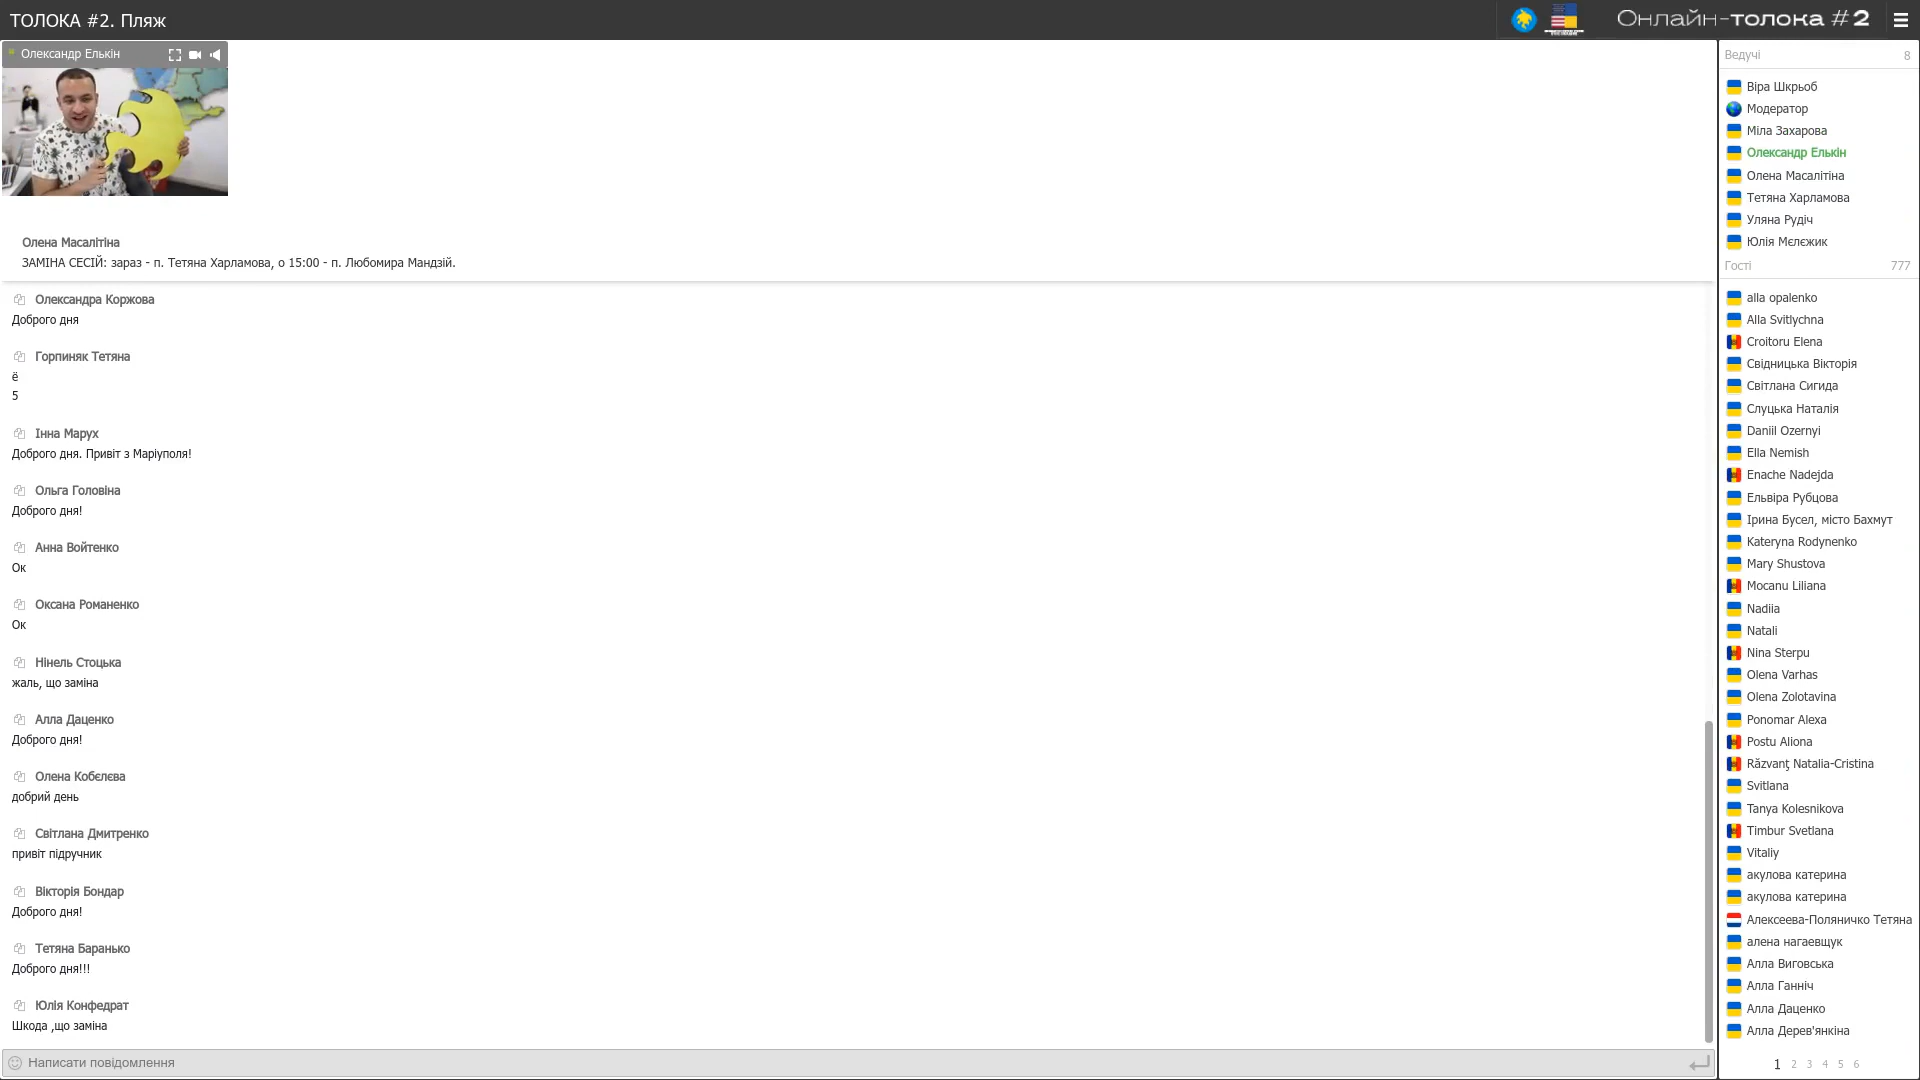 ТОЛОКА #2. Пляж
Онлайн-толока #2
Олександр Елькін
Олена Масалітіна
ЗАМІНА СЕСІЙ: зараз - п. Тетяна Харламова, о 15:00 - п. Любомира Мандзій.
Олександра Коржова
Доброго дня
Горпиняк Тетяна
ё
5
Інна Марух
Доброго дня. Привіт з Маріуполя!
Ольга Головіна
Доброго дня!
Анна Войтенко
Ок
Оксана Романенко
Ок
Нінель Стоцька
жаль, що заміна
Алла Даценко
Доброго дня!
Олена Кобєлєва
добрий день
Світлана Дмитренко
привіт підручник
Вікторія Бондар
Доброго дня!
Тетяна Баранько
Доброго дня!!!
Юлія Конфедрат
Шкода ,що заміна
Написати повідомлення
Ведучі 8
Віра Шкрьоб
Модератор
Міла Захарова
Олександр Елькін
Олена Масалітіна
Тетяна Харламова
Уляна Рудіч
Юлія Мєлєжик
Гості 777
alla opalenko
Alla Svitlychna
Croitoru Elena
Свідницька Вікторія
Світлана Сигида
Слуцька Наталія
Daniil Ozernyi
Ella Nemish
Enache Nadejda
Ельвіра Рубцова
Ірина Бусел, місто Бахмут
Kateryna Rodynenko
Mary Shustova
Mocanu Liliana
Nadiia
Natali
Nina Sterpu
Olena Varhas
Olena Zolotavina
Ponomar Alexa
Postu Aliona
Răzvanţ Natalia-Cristina
Svitlana
Tanya Kolesnikova
Timbur Svetlana
Vitaliy
акулова катерина
акулова катерина
Алексеева-Поляничко Тетяна
алена нагаевщук
Алла Виговська
Алла Ганніч
Алла Даценко
Алла Дерев'янкіна
1 2 3 4 5 6